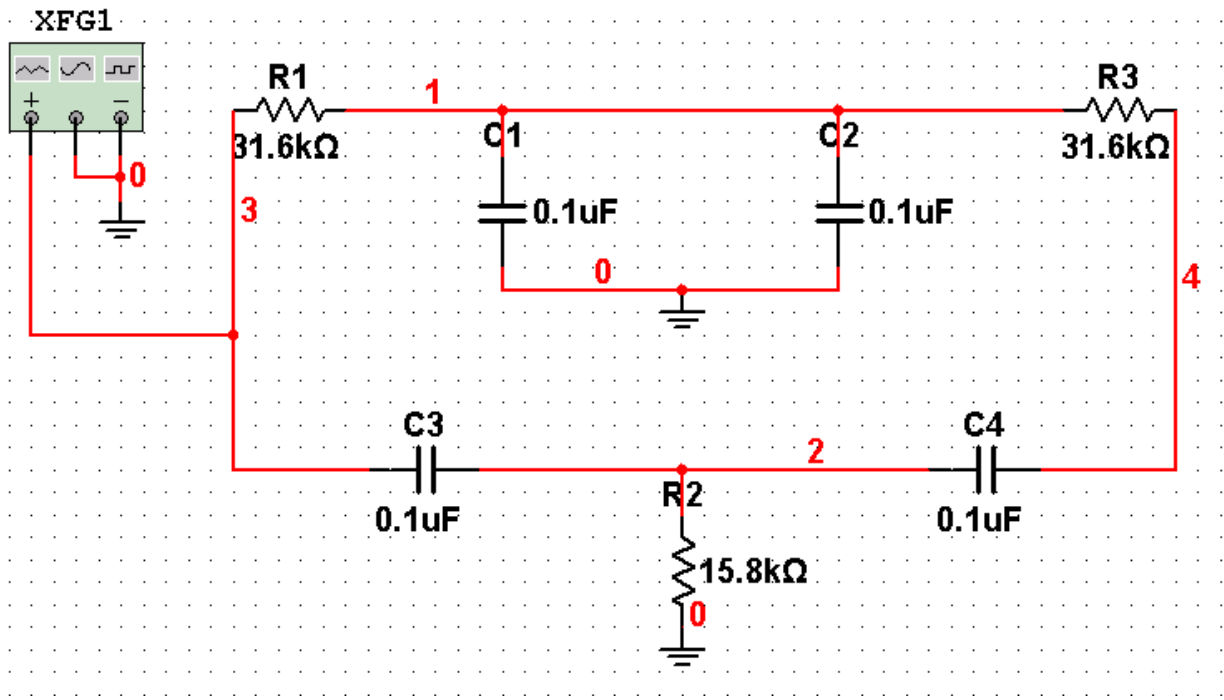 XFG1
+
−
0
3
R1
31.6kΩ
1
C1
0.1uF
C2
0.1uF
0
R3
31.6kΩ
4
C3
0.1uF
2
C4
0.1uF
R2
15.8kΩ
0